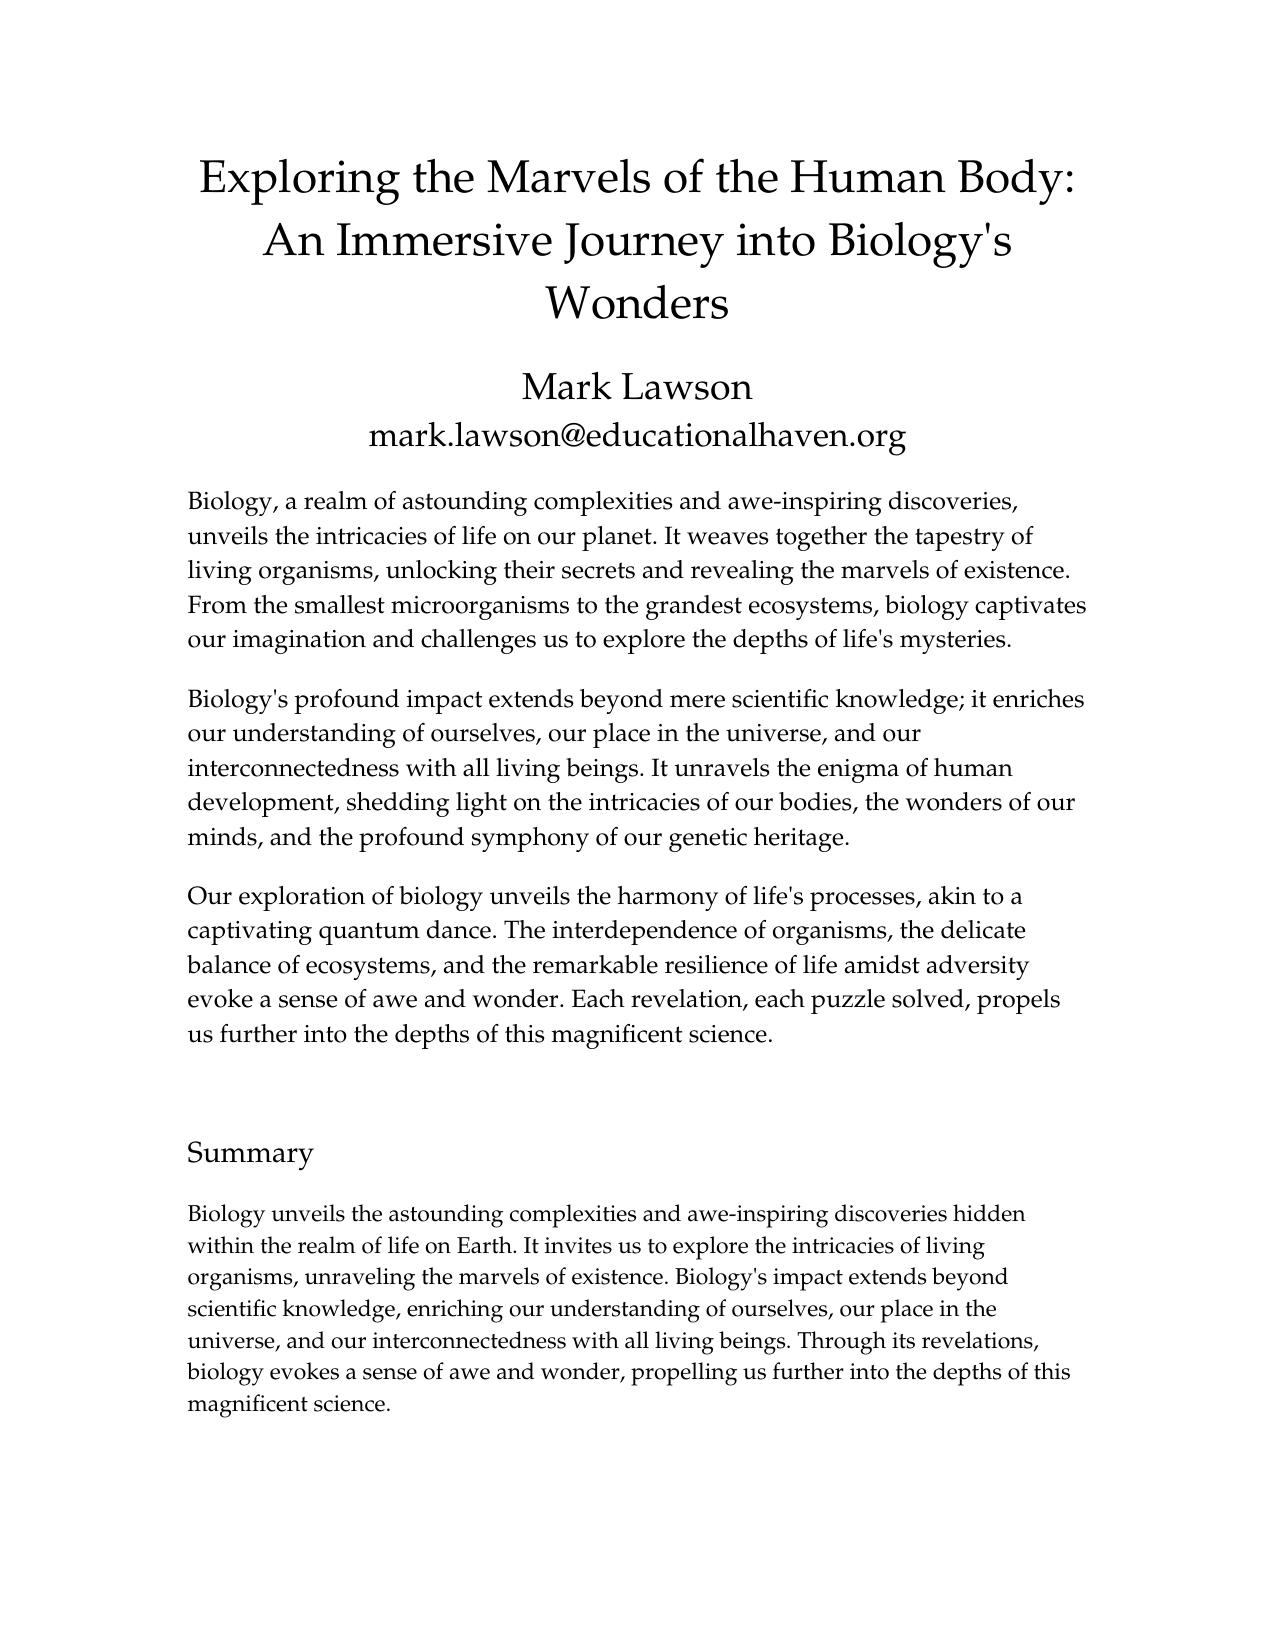 Exploring the Marvels of the Human Body:
An Immersive Journey into Biology's
Wonders
Mark Lawson
mark.lawson@educationalhaven.org
Biology, a realm of astounding complexities and awe-inspiring discoveries,
unveils the intricacies of life on our planet. It weaves together the tapestry of
living organisms, unlocking their secrets and revealing the marvels of existence.
From the smallest microorganisms to the grandest ecosystems, biology captivates
our imagination and challenges us to explore the depths of life's mysteries.
Biology's profound impact extends beyond mere scientific knowledge; it enriches
our understanding of ourselves, our place in the universe, and our
interconnectedness with all living beings. It unravels the enigma of human
development, shedding light on the intricacies of our bodies, the wonders of our
minds, and the profound symphony of our genetic heritage.
Our exploration of biology unveils the harmony of life's processes, akin to a
captivating quantum dance. The interdependence of organisms, the delicate
balance of ecosystems, and the remarkable resilience of life amidst adversity
evoke a sense of awe and wonder. Each revelation, each puzzle solved, propels
us further into the depths of this magnificent science.
Summary
Biology unveils the astounding complexities and awe-inspiring discoveries hidden
within the realm of life on Earth. It invites us to explore the intricacies of living
organisms, unraveling the marvels of existence. Biology's impact extends beyond
scientific knowledge, enriching our understanding of ourselves, our place in the
universe, and our interconnectedness with all living beings. Through its revelations,
biology evokes a sense of awe and wonder, propelling us further into the depths of this
magnificent science.